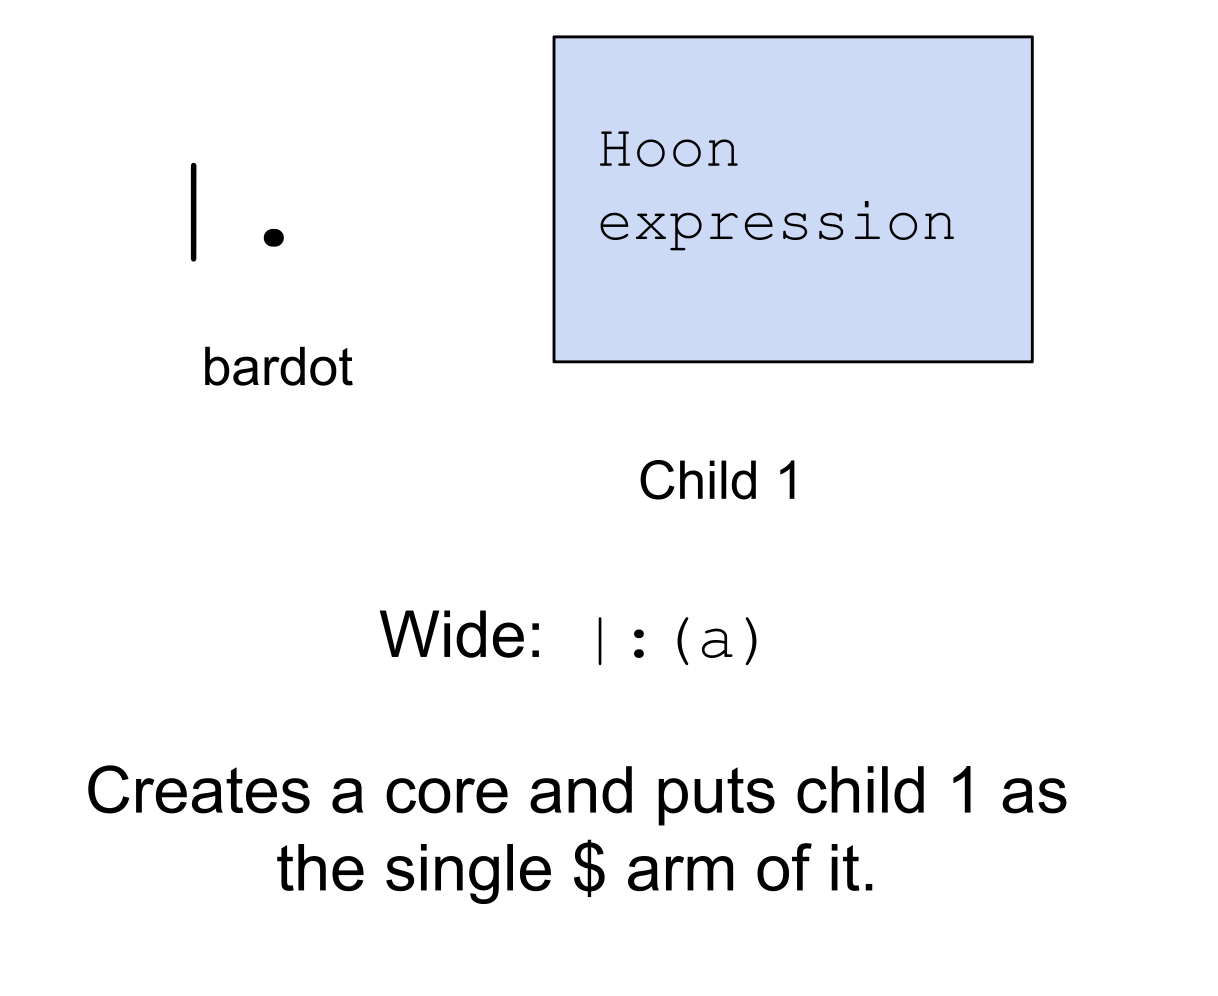 |.
Hoon
expression
bardot
Child 1
Wide: |:(a)
Creates a core and puts child 1 as
the single $ arm of it.